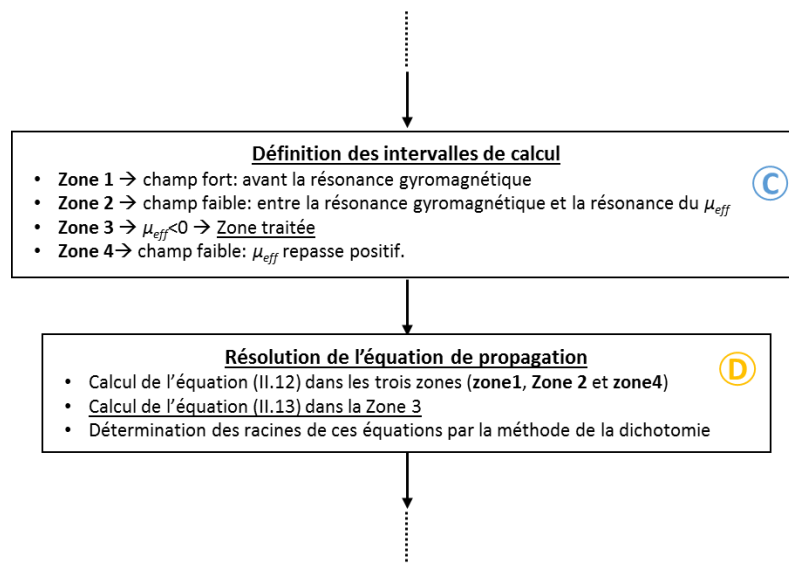 Définition des intervalles de calcul
• Zone 1 → champ fort: avant la résonance gyromagnétique
• Zone 2 → champ faible: entre la résonance gyromagnétique et la résonance du μeff
• Zone 3 → μeff<0 → Zone traitée
• Zone 4→ champ faible: μeff repasse positif.
C
Résolution de l'équation de propagation
• Calcul de l'équation (II.12) dans les trois zones (zone1, Zone 2 et zone4)
• Calcul de l'équation (II.13) dans la Zone 3
• Détermination des racines de ces équations par la méthode de la dichotomie
D